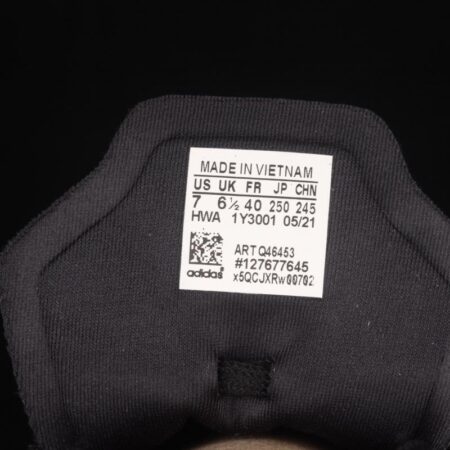 MADE IN VIETNAM
US UK FR JP CHN
7 6½ 40 250 245
HWA 1Y3001 05/21
ART Q46453
#127677645
adidas x5QCJXRw00702